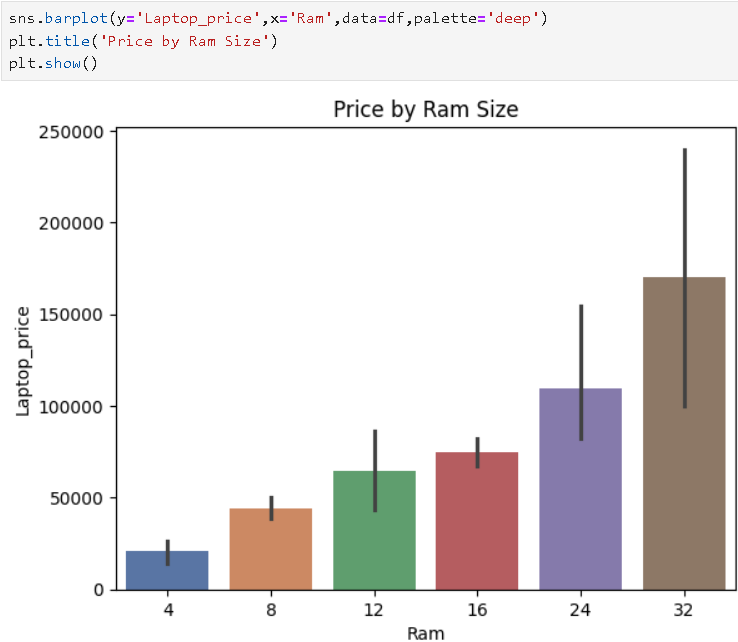 sns.barplot(y='Laptop_price',x='Ram',data=df,palette='deep')
plt.title('Price by Ram Size')
plt.show()
Price by Ram Size
250000
200000
150000
100000
50000
0
Laptop_price
4 8 12 16 24 32
Ram